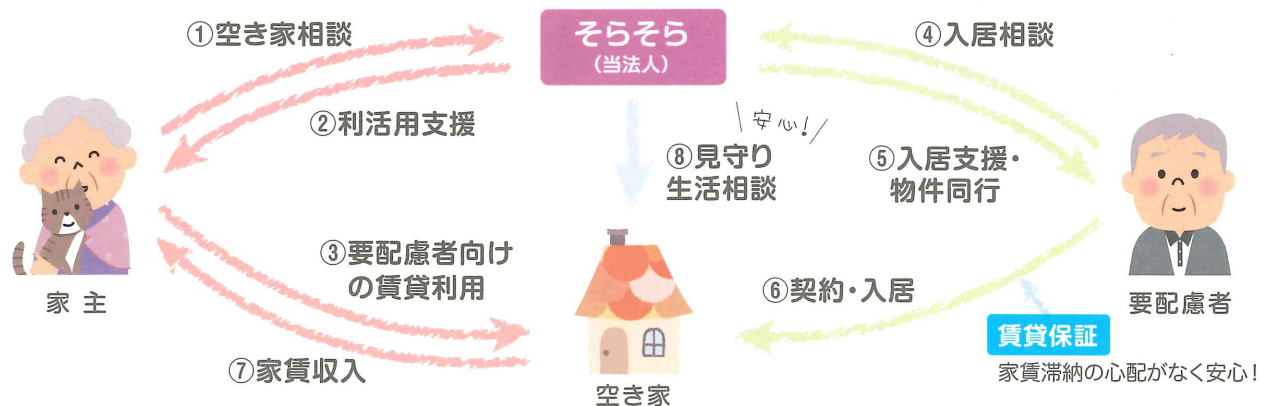 ①空き家相談
そらそら
(当法人)
④入居相談
②利活用支援
安心!
⑧見守り
生活相談
⑤入居支援・
物件同行
家主
③要配慮者向け
の賃貸利用
⑥契約・入居
要配慮者
賃貸保証
家賃滞納の心配がなく安心!
⑦家賃収入
空き家